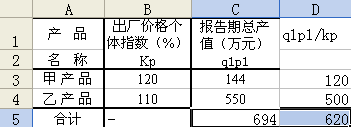 A B C D
1 产 品 出厂价格个体指数（%） 报告期总产值（万元） q1p1/kp
2 名 称 Kp q1p1
3 甲产品 120 144 120
4 乙产品 110 550 500
5 合计 - 694 620